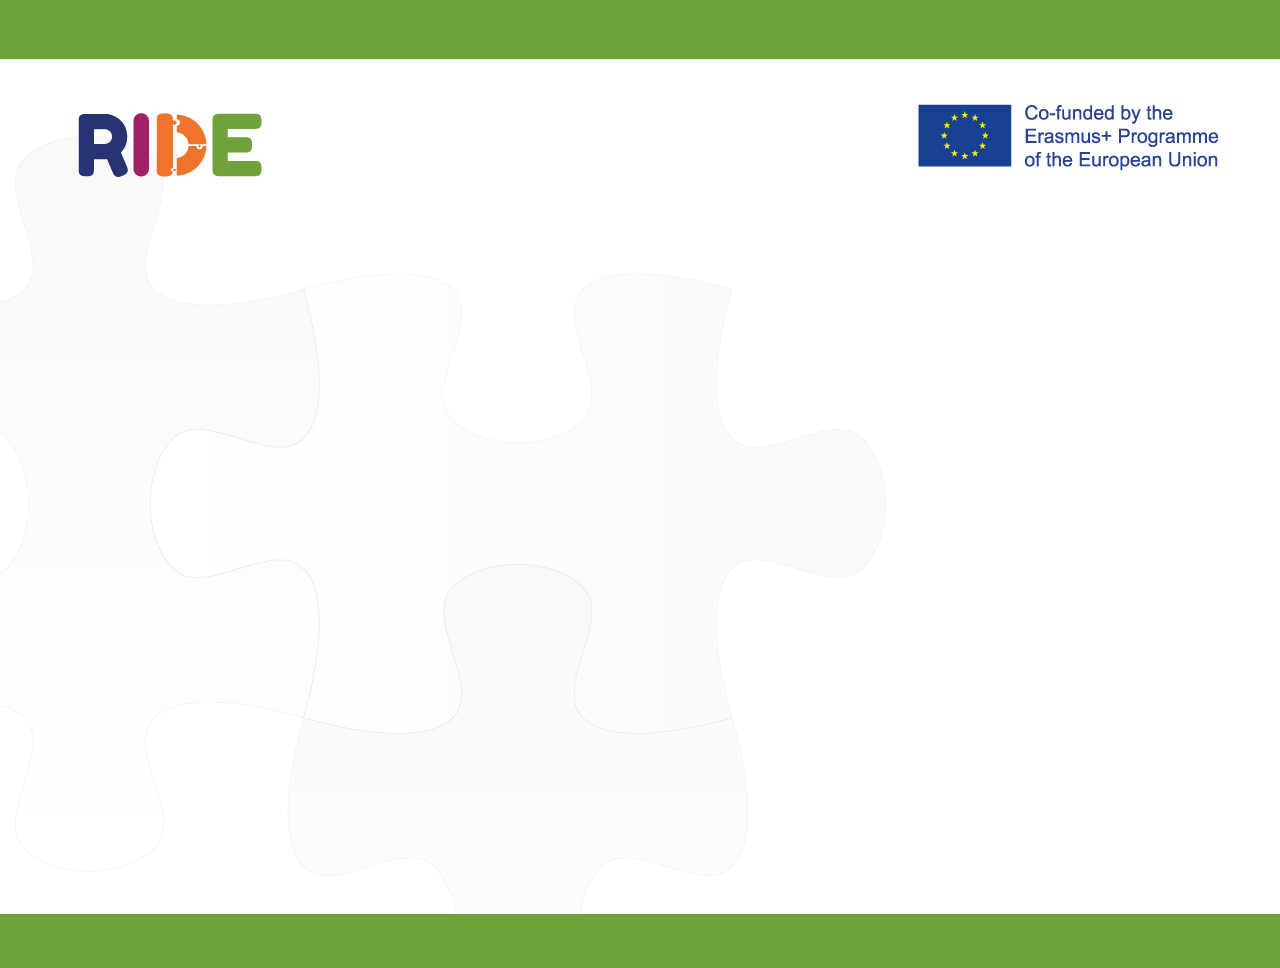 RIDE
Co-funded by the
Erasmus+ Programme
of the European Union